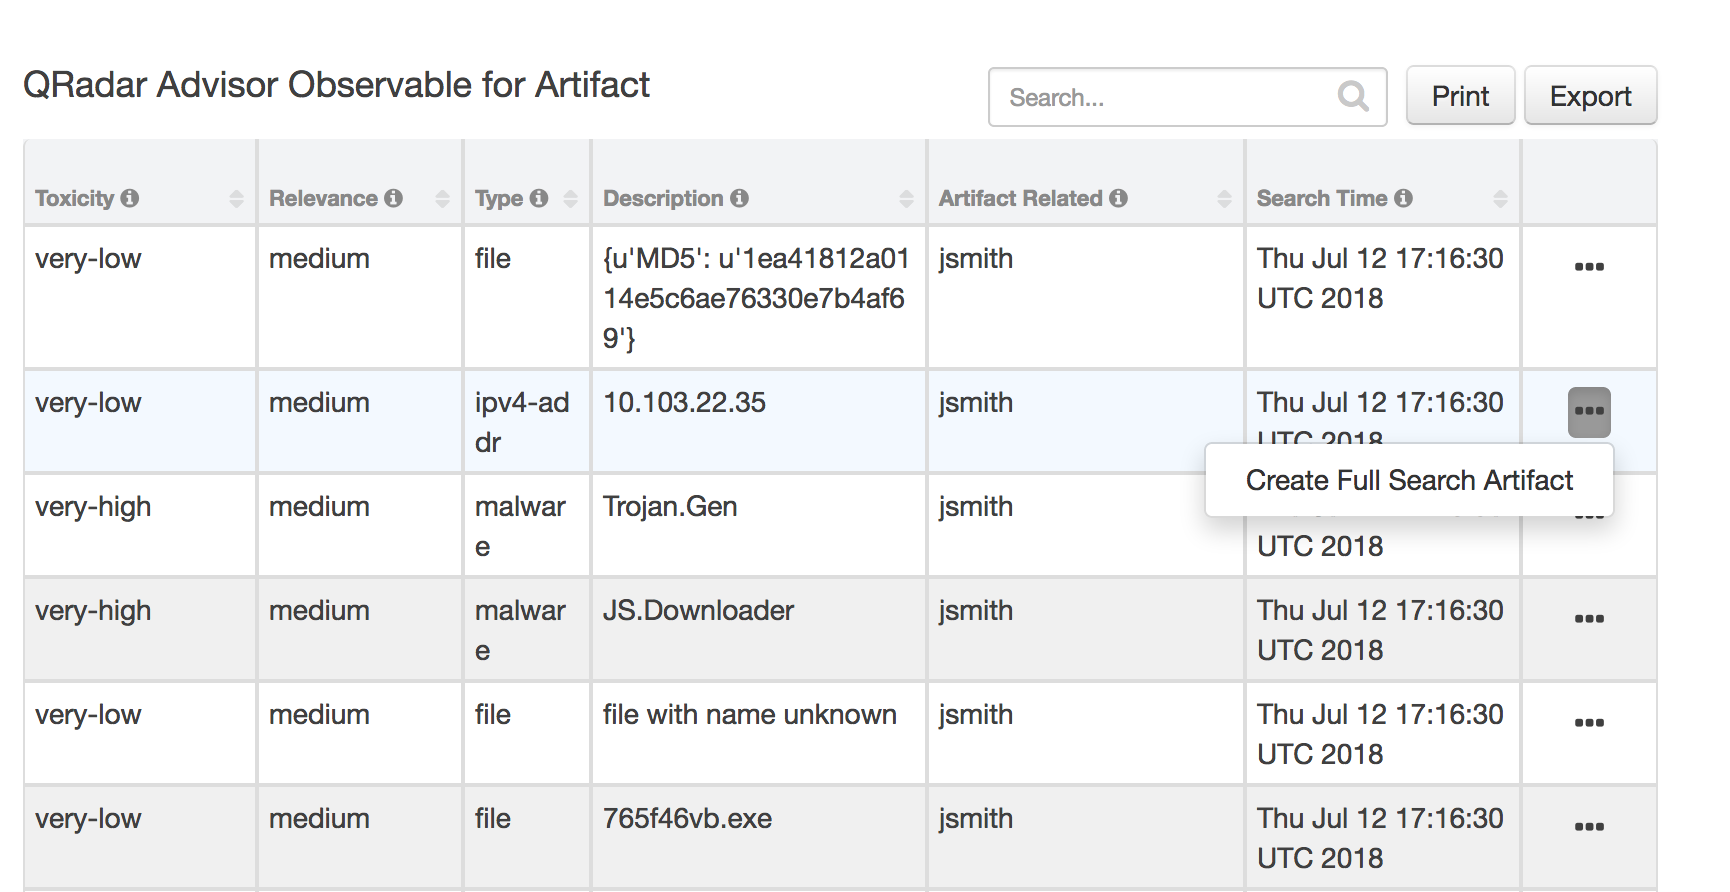 QRadar Advisor Observable for Artifact
Search...
Print
Export
Toxicity Relevance Type Description Artifact Related Search Time
very-low medium file {u'MD5': u'1ea41812a01 jsmith Thu Jul 12 17:16:30
14e5c6ae76330e7b4af6 UTC 2018
9'}
very-low medium ipv4-ad 10.103.22.35 jsmith Thu Jul 12 17:16:30
dr UTC 2018
Create Full Search Artifact
very-high medium malwar Trojan.Gen jsmith
e UTC 2018
very-high medium malwar JS.Downloader jsmith Thu Jul 12 17:16:30
e UTC 2018
very-low medium file file with name unknown jsmith Thu Jul 12 17:16:30
UTC 2018
very-low medium file 765f46vb.exe jsmith Thu Jul 12 17:16:30
UTC 2018